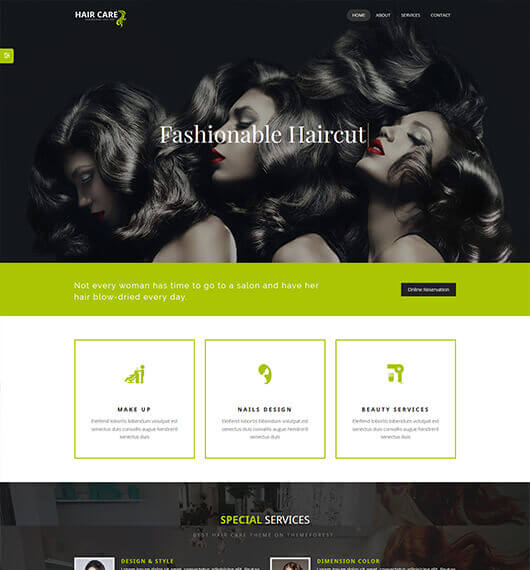 HAIR CARE
HOME ABOUT SERVICES CONTACT
Fashionable Haircut
Not every woman has time to go to a salon and have her
hair blow-dried every day.
Online Reservation
MAKE UP
Eleifend lobortis bibendum volutpat est
senectus duis convallis augue hendrerit
senectus duis
NAILS DESIGN
Eleifend lobortis bibendum volutpat est
senectus duis convallis augue hendrerit
senectus duis
BEAUTY SERVICES
Eleifend lobortis bibendum volutpat est
senectus duis convallis augue hendrerit
senectus duis
SPECIAL SERVICES
BEST HAIR CARE THEME ON THEMEFOREST
DESIGN & STYLE
DIMENSION COLOR